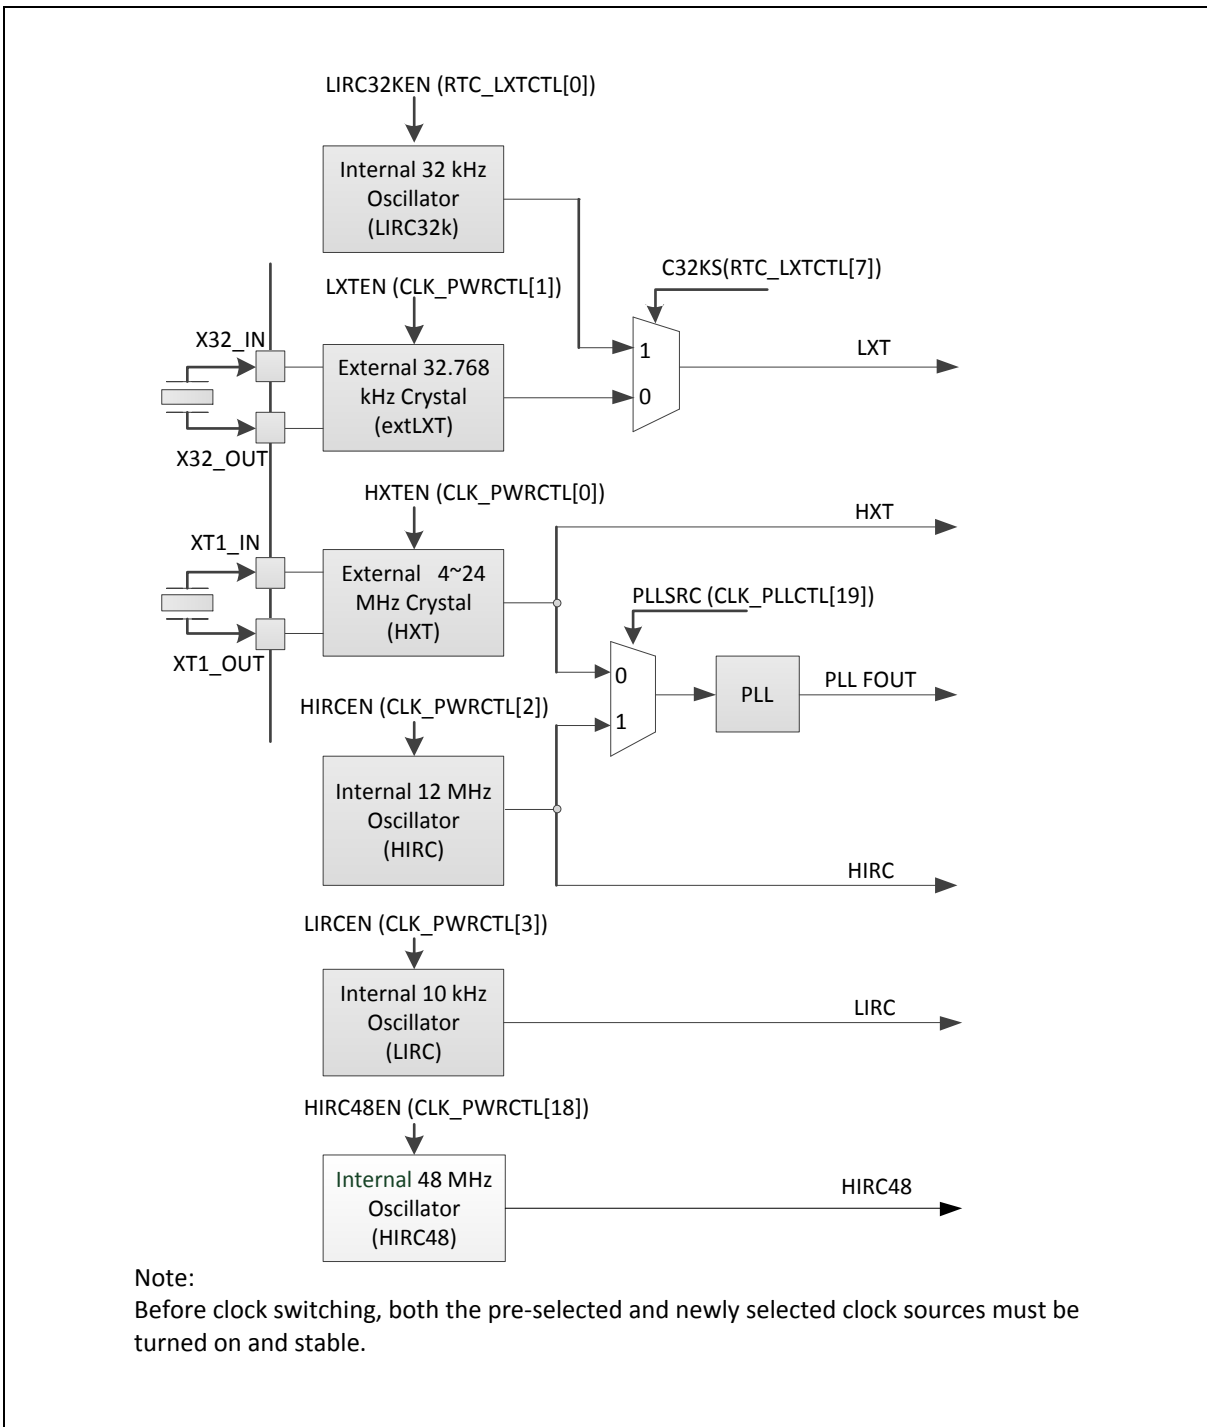 LIRC32KEN (RTC_LXTCTL[0])
Internal 32 kHz
Oscillator
(LIRC32k)
C32KS(RTC_LXTCTL[7])
LXTEN (CLK_PWRCTL[1])
X32_IN
External 32.768
kHz Crystal
(extLXT)
X32_OUT
1
0
LXT
HXTEN (CLK_PWRCTL[0])
HXT
XT1_IN
External 4~24
MHz Crystal
(HXT)
XT1_OUT
PLLSRC (CLK_PLLCTL[19])
0
1
PLL
PLL FOUT
HIRCEN (CLK_PWRCTL[2])
Internal 12 MHz
Oscillator
(HIRC)
HIRC
LIRCEN (CLK_PWRCTL[3])
Internal 10 kHz
Oscillator
(LIRC)
LIRC
HIRC48EN (CLK_PWRCTL[18])
Internal 48 MHz
Oscillator
(HIRC48)
HIRC48
Note:
Before clock switching, both the pre-selected and newly selected clock sources must be
turned on and stable.